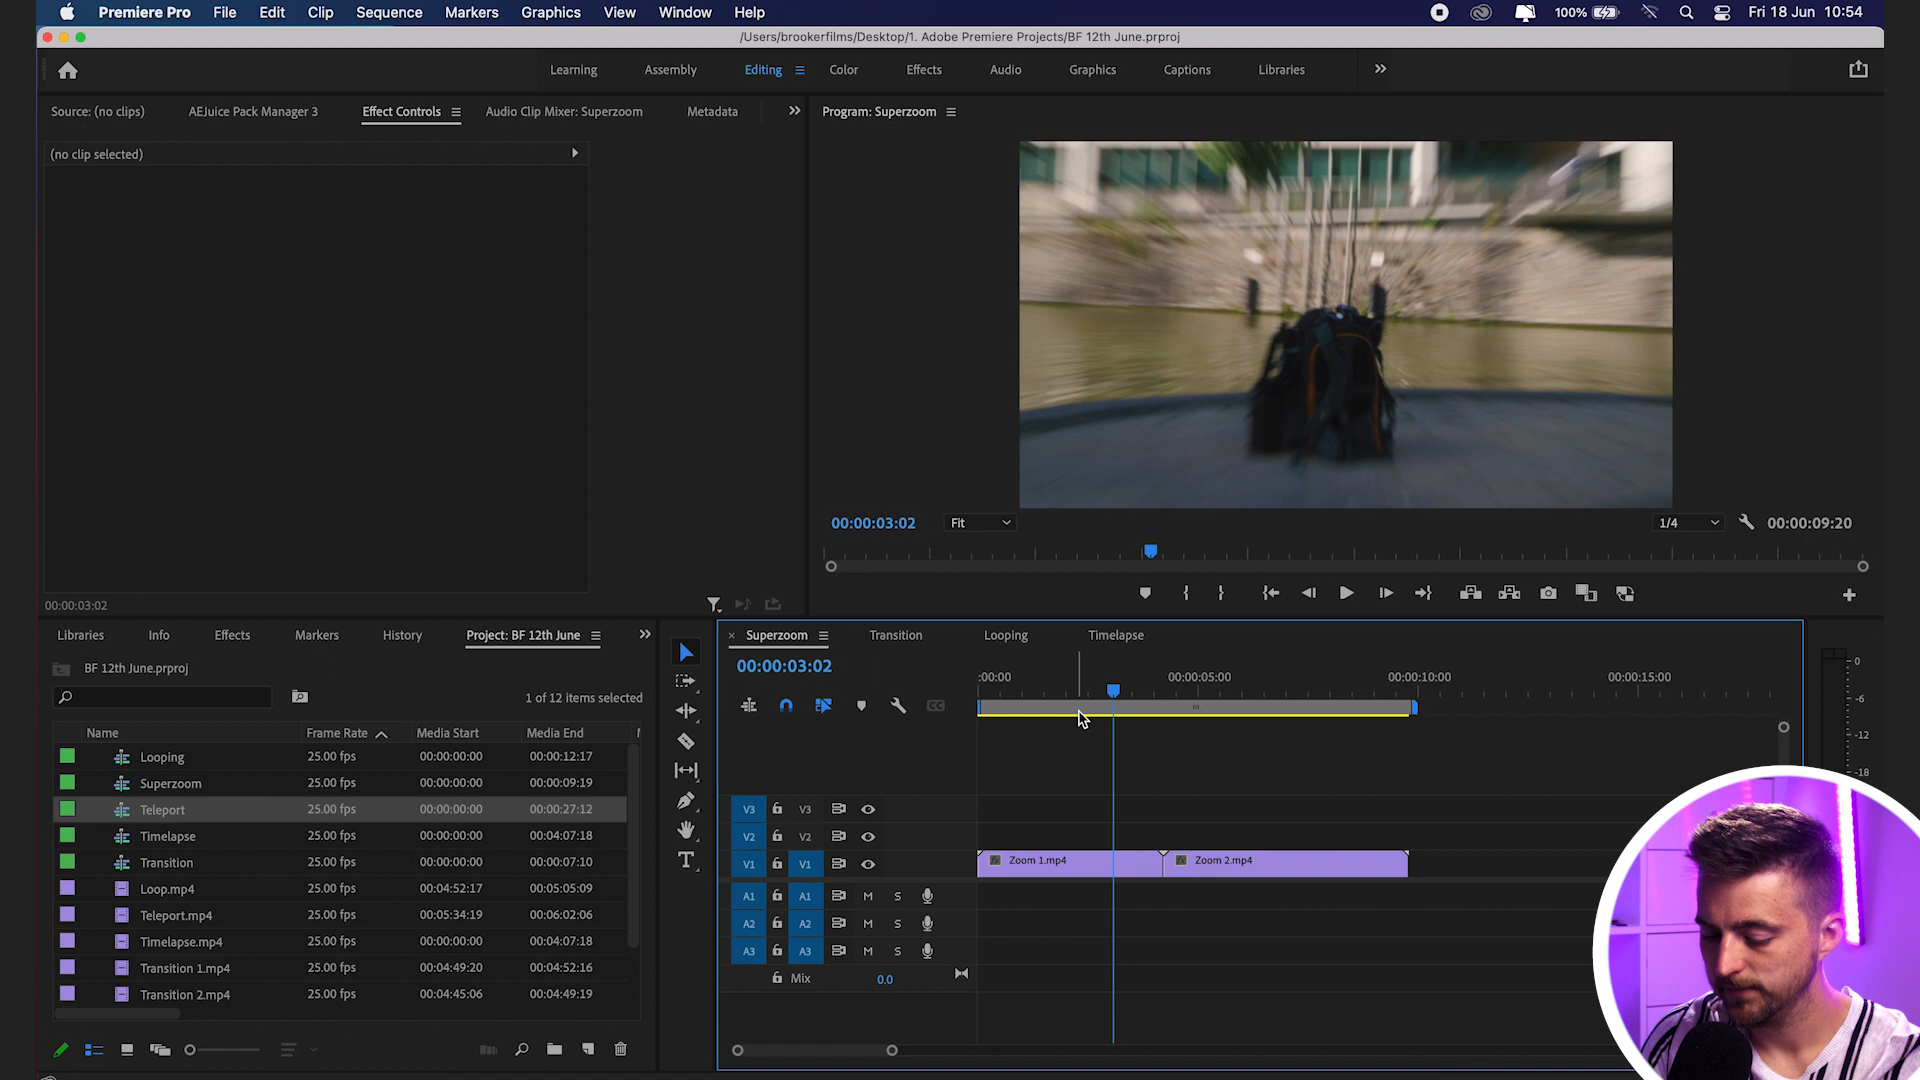 Premiere Pro File Edit Clip Sequence Markers Graphics View Window Help 100% Fri 18 Jun 10:54
/Users/brookerfilms/Desktop/1. Adobe Premiere Projects/BF 12th June.prproj
Learning Assembly Editing Color Effects Audio Graphics Captions Libraries
Source: (no clips) AEJuice Pack Manager 3 Effect Controls Audio Clip Mixer: Superzoom Metadata
Program: Superzoom
(no clip selected)
00:00:03:02 Fit 1/4 00:00:09:20
00:00:03:02
Libraries Info Effects Markers History Project: BF 12th June
BF 12th June.prproj
1 of 12 items selected
Name Frame Rate Media Start Media End
Looping 25.00 fps 00:00:00:00 00:00:12:17
Superzoom 25.00 fps 00:00:00:00 00:00:09:19
Teleport 25.00 fps 00:00:00:00 00:00:27:12
Timelapse 25.00 fps 00:00:00:00 00:04:07:18
Transition 25.00 fps 00:00:00:00 00:00:07:10
Loop.mp4 25.00 fps 00:04:52:17 00:05:05:09
Teleport.mp4 25.00 fps 00:05:34:19 00:06:02:06
Timelapse.mp4 25.00 fps 00:00:00:00 00:04:07:18
Transition 1.mp4 25.00 fps 00:04:49:20 00:04:52:16
Transition 2.mp4 25.00 fps 00:04:45:06 00:04:49:19
Superzoom Transition Looping Timelapse
00:00:03:02
:00:00 00:00:05:00 00:00:10:00 00:00:15:00
V3 V3
V2 V2
V1 V1 Zoom 1.mp4 Zoom 2.mp4
A1 A1 M S
A2 A2 M S
A3 A3 M S
Mix 0.0
0
-6
-12
-18